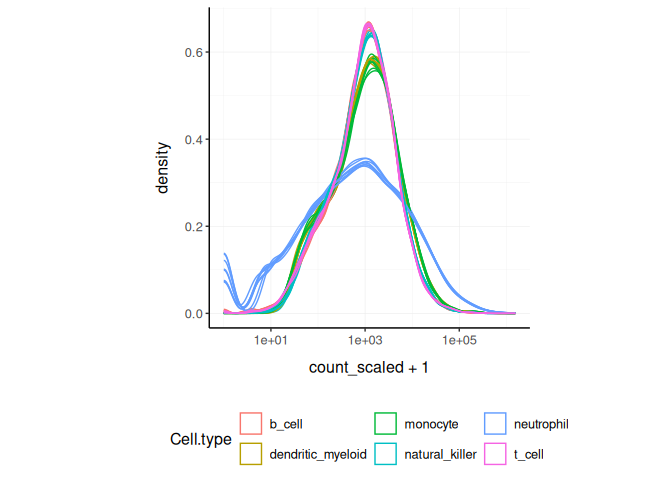 0.6
0.4
0.2
0.0
density
1e+01 1e+03 1e+05
count_scaled + 1
Cell.type
b_cell monocyte neutrophil
dendritic_myeloid natural_killer t_cell